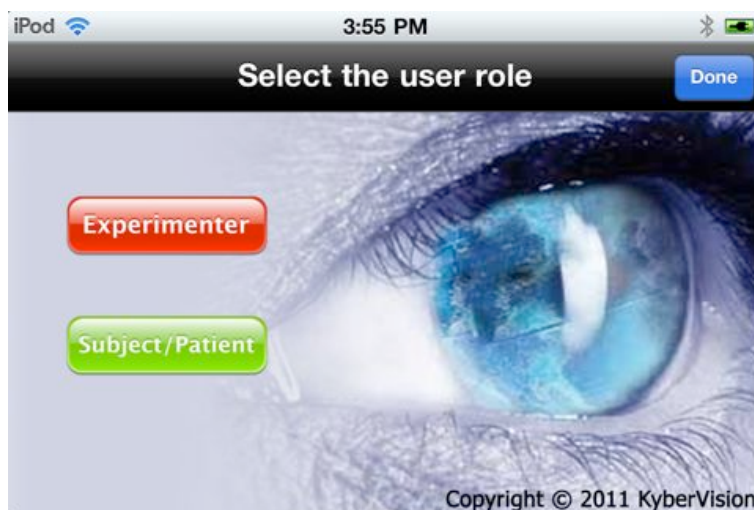 iPod 3:55 PM
Select the user role Done
Experimenter
Subject/Patient
Copyright © 2011 KyberVision